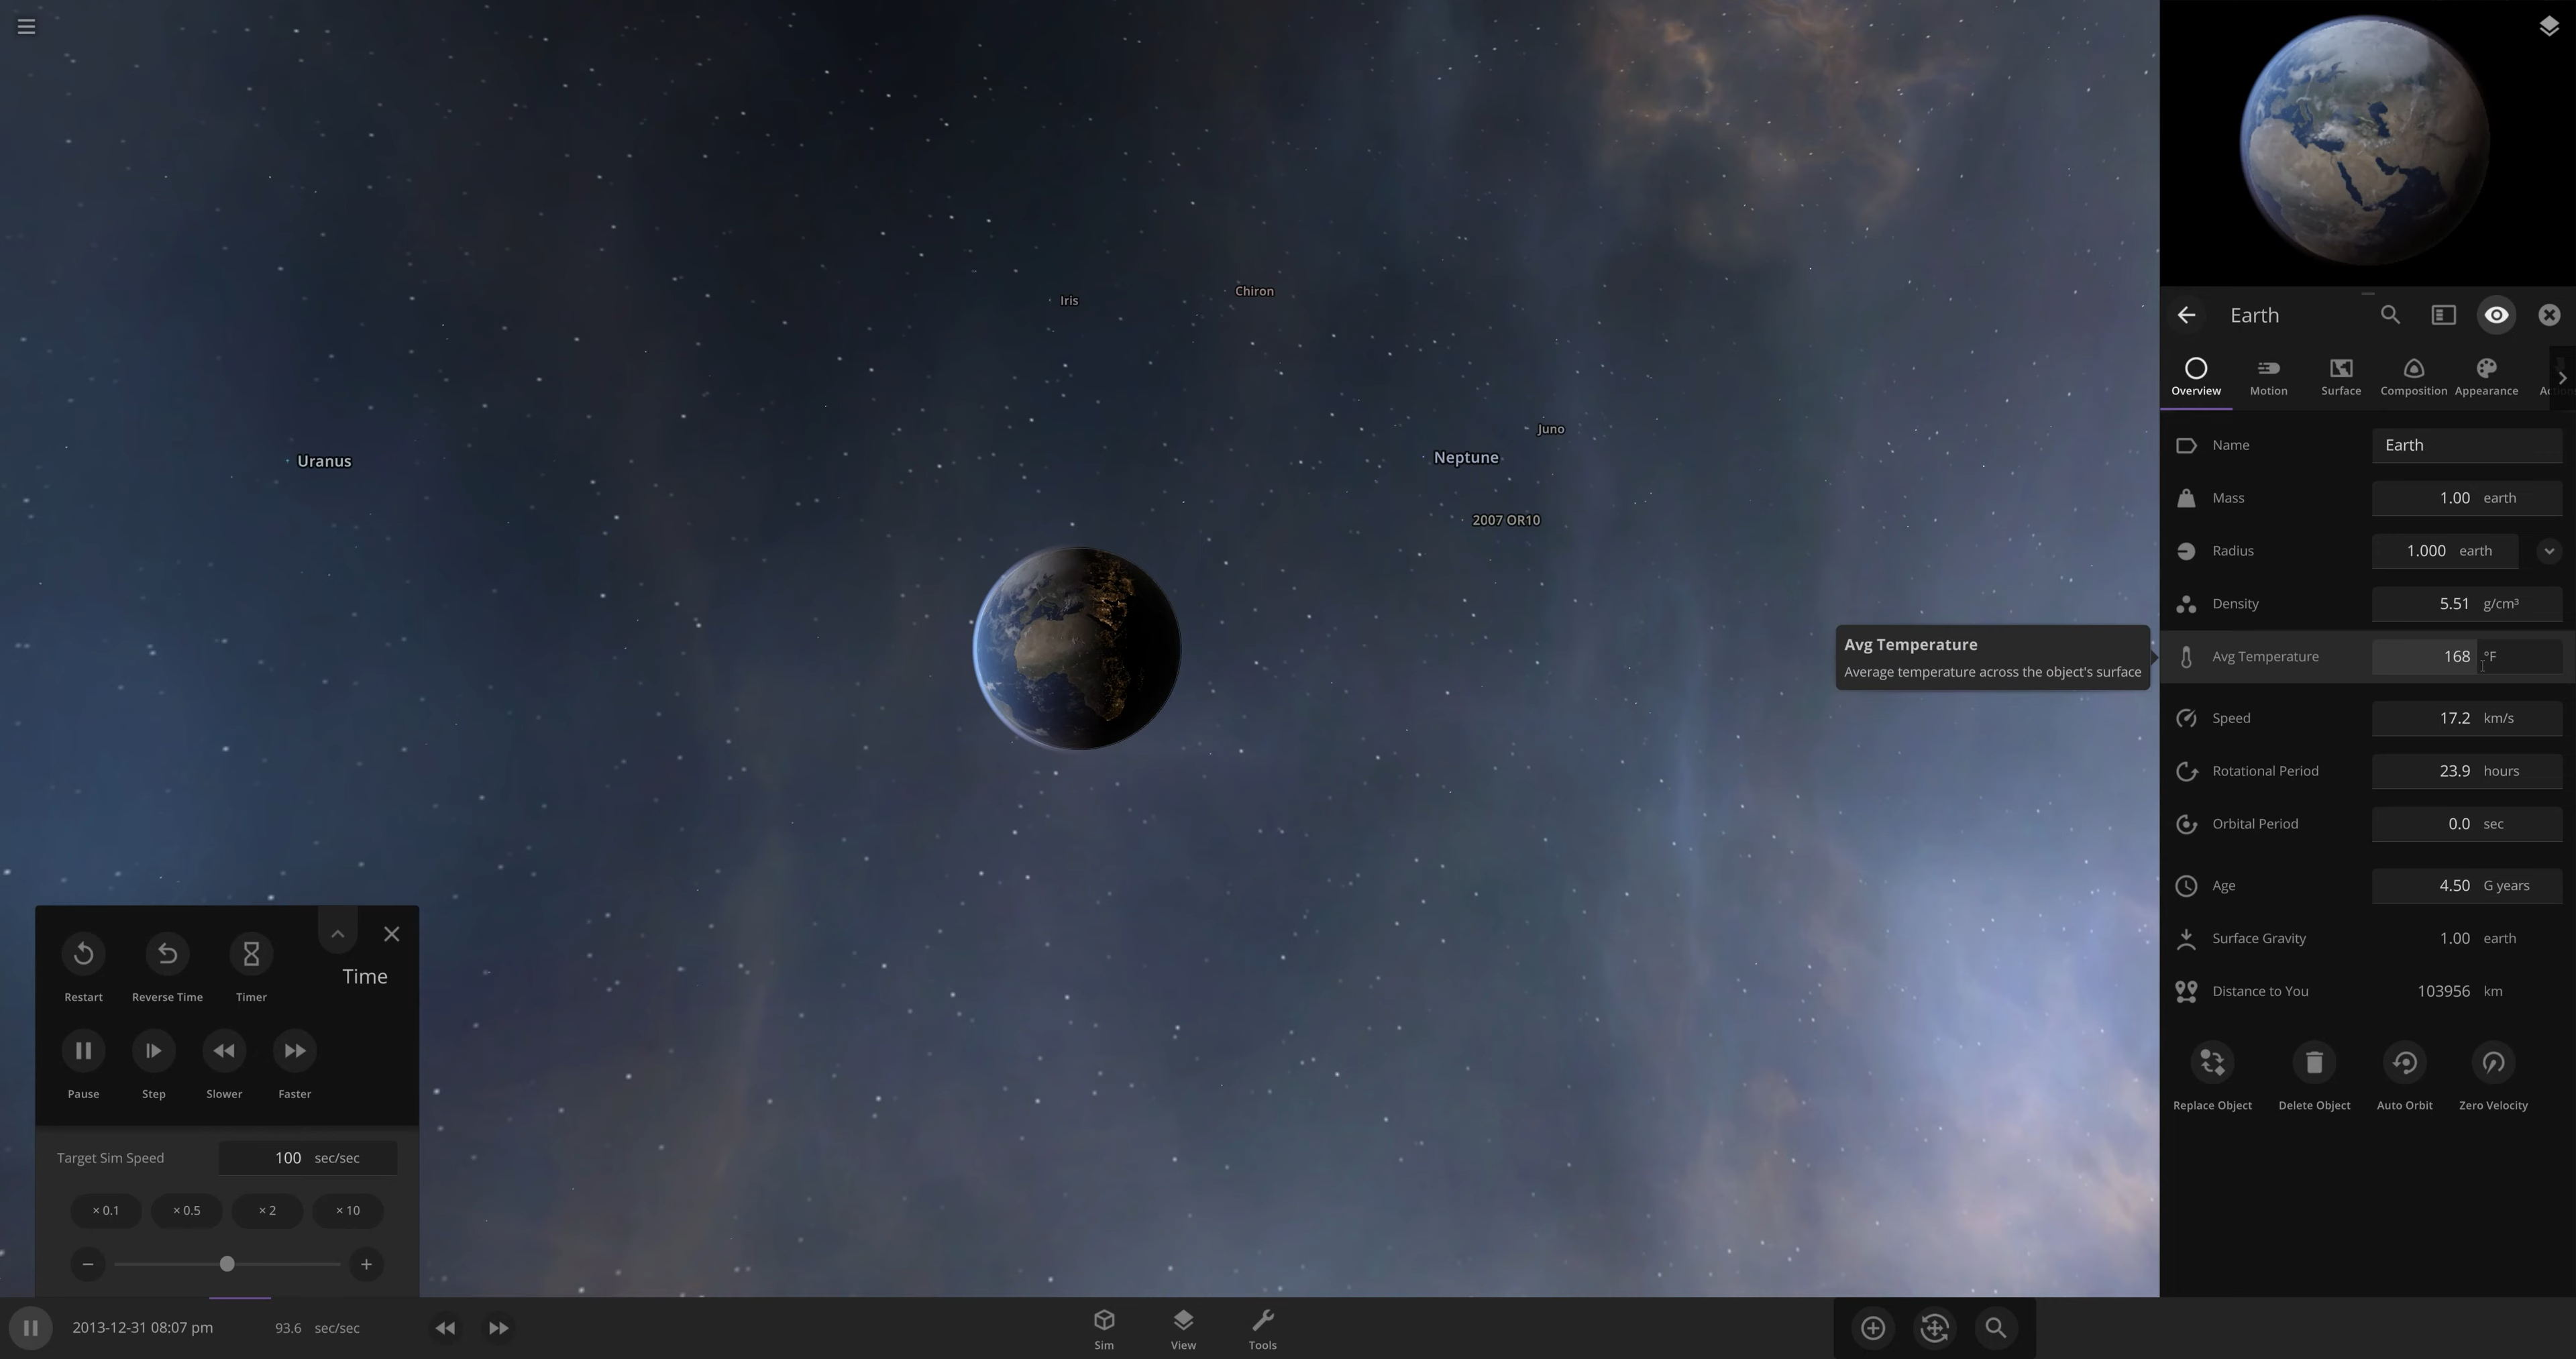 Iris
Chiron
Juno
Uranus
Neptune
2007 OR10
Avg Temperature
Average temperature across the object's surface
Earth
Overview
Motion
Surface
Composition
Appearance
Name Earth
Mass 1.00 earth
Radius 1.000 earth
Density 5.51 g/cm³
Avg Temperature 168 °F
Speed 17.2 km/s
Rotational Period 23.9 hours
Orbital Period 0.0 sec
Age 4.50 G years
Surface Gravity 1.00 earth
Distance to You 103956 km
Replace Object
Delete Object
Auto Orbit
Zero Velocity
Time
Restart
Reverse Time
Timer
Pause
Step
Slower
Faster
Target Sim Speed 100 sec/sec
× 0.1
× 0.5
× 2
× 10
2013-12-31 08:07 pm
93.6 sec/sec
Sim
View
Tools